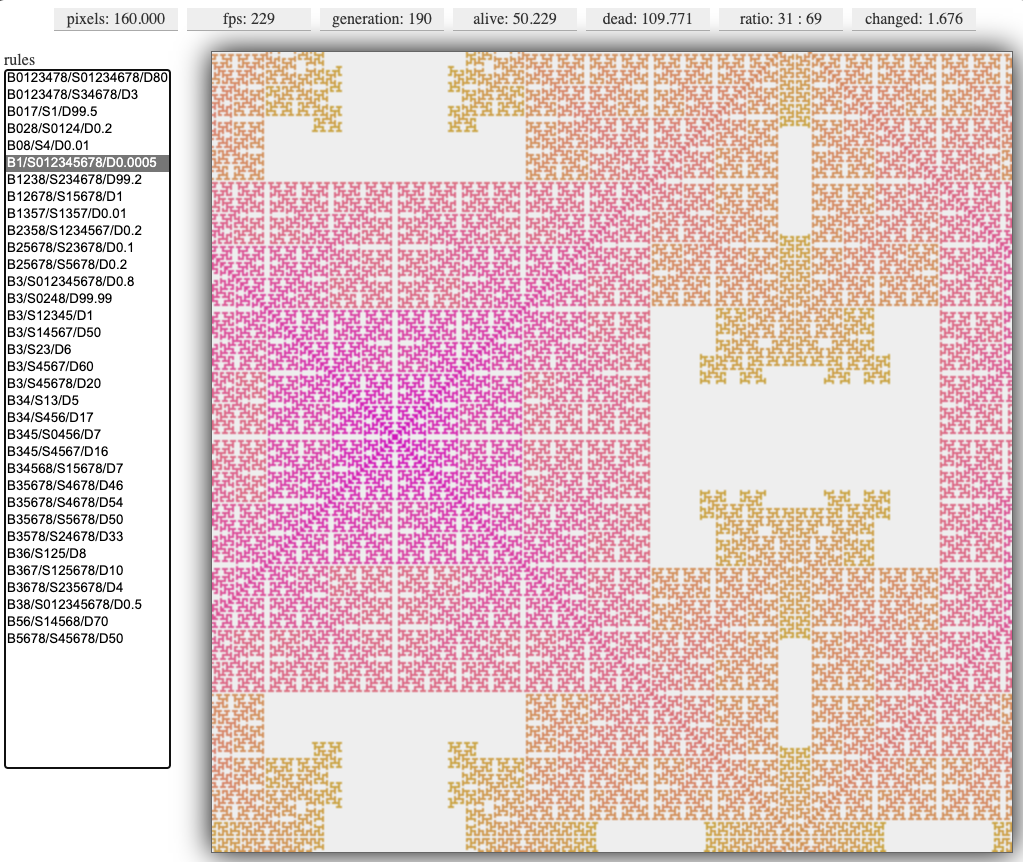 pixels: 160.000 fps: 229 generation: 190 alive: 50.229 dead: 109.771 ratio: 31 : 69 changed: 1.676
rules
B0123478/S01234678/D80
B0123478/S34678/D3
B017/S1/D99.5
B028/S0124/D0.2
B08/S4/D0.01
B1/S012345678/D0.0005
B1238/S234678/D99.2
B12678/S15678/D1
B1357/S1357/D0.01
B2358/S1234567/D0.2
B25678/S23678/D0.1
B25678/S5678/D0.2
B3/S012345678/D0.8
B3/S0248/D99.99
B3/S12345/D1
B3/S14567/D50
B3/S23/D6
B3/S4567/D60
B3/S45678/D20
B34/S13/D5
B34/S456/D17
B345/S0456/D7
B345/S4567/D16
B34568/S15678/D7
B35678/S4678/D46
B35678/S4678/D54
B35678/S5678/D50
B3578/S24678/D33
B36/S125/D8
B367/S125678/D10
B3678/S235678/D4
B38/S012345678/D0.5
B56/S14568/D70
B5678/S45678/D50